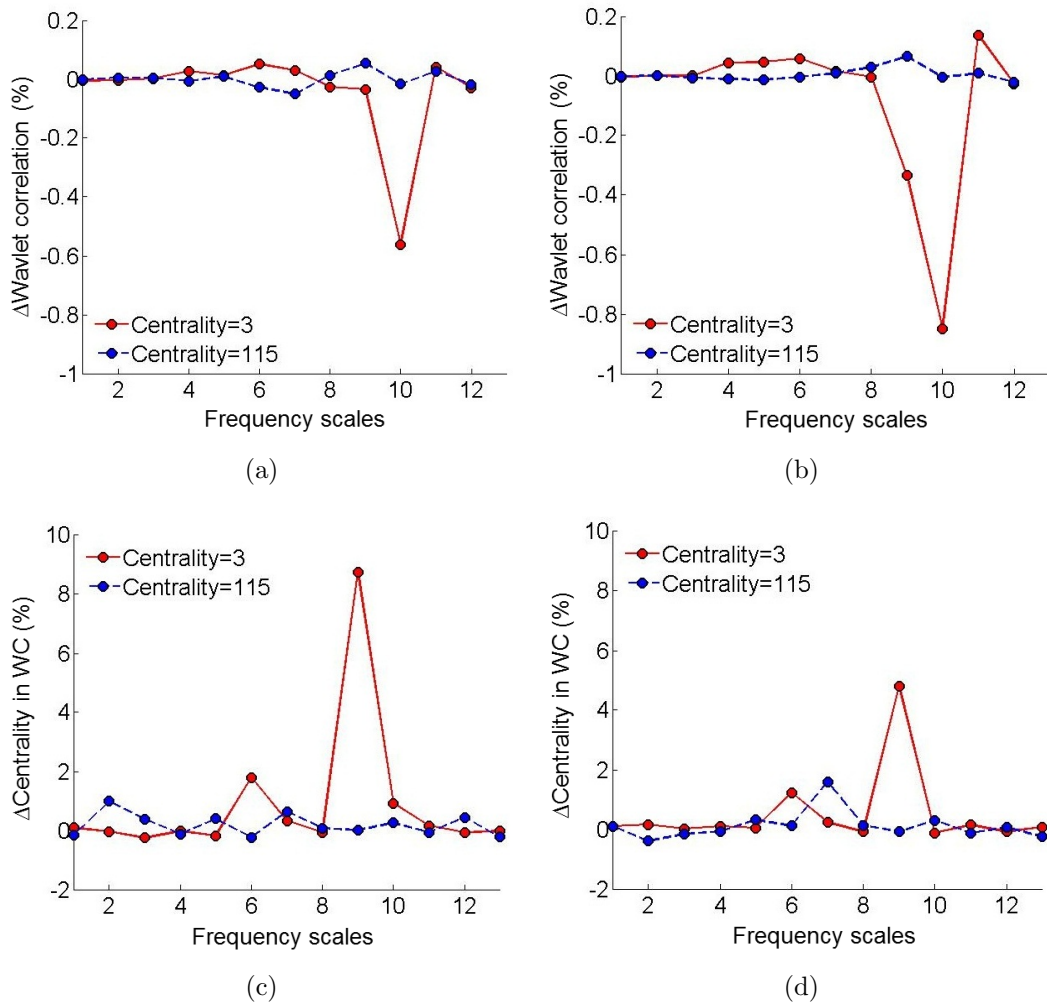 0.2
0
-0.2
-0.4
-0.6
-0.8
-1
ΔWavlet correlation (%)
Centrality=3
Centrality=115
2 4 6 8 10 12
Frequency scales
(a)
0.2
0
-0.2
-0.4
-0.6
-0.8
-1
ΔWavlet correlation (%)
Centrality=3
Centrality=115
2 4 6 8 10 12
Frequency scales
(b)
10
8
6
4
2
0
-2
ΔCentrality in WC (%)
Centrality=3
Centrality=115
2 4 6 8 10 12
Frequency scales
(c)
10
8
6
4
2
0
-2
ΔCentrality in WC (%)
Centrality=3
Centrality=115
2 4 6 8 10 12
Frequency scales
(d)